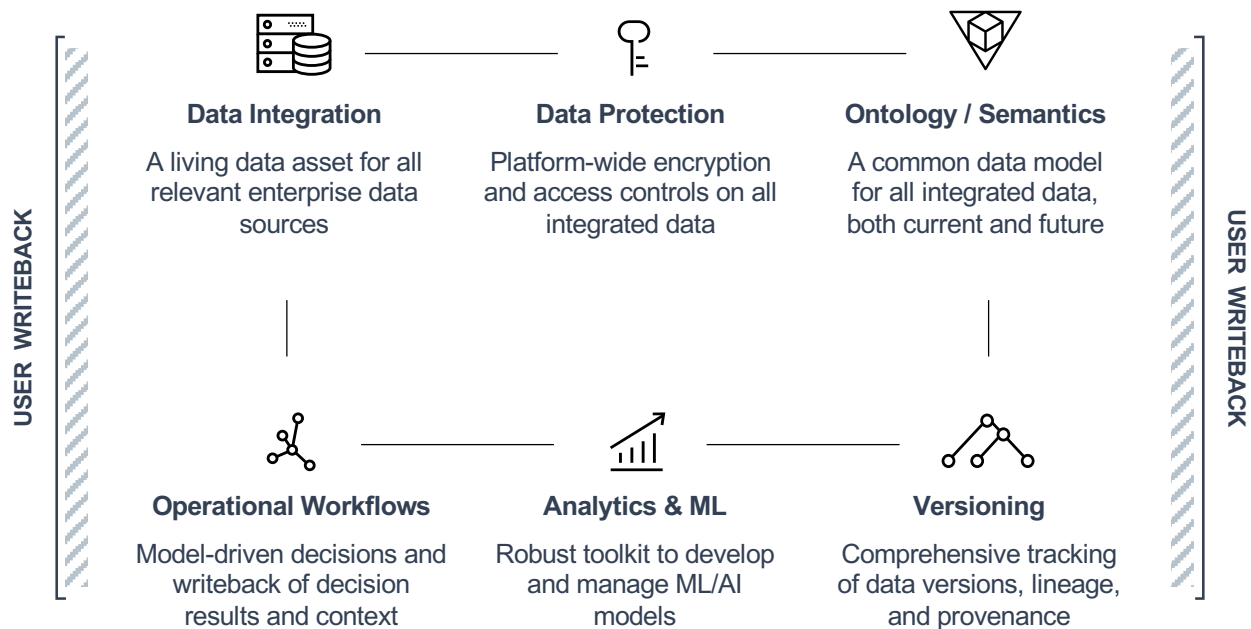 USER WRITEBACK
Data Integration
A living data asset for all
relevant enterprise data
sources
Data Protection
Platform-wide encryption
and access controls on all
integrated data
Ontology / Semantics
A common data model
for all integrated data,
both current and future
Operational Workflows
Model-driven decisions and
writeback of decision
results and context
Analytics & ML
Robust toolkit to develop
and manage ML/AI
models
Versioning
Comprehensive tracking
of data versions, lineage,
and provenance
USER WRITEBACK